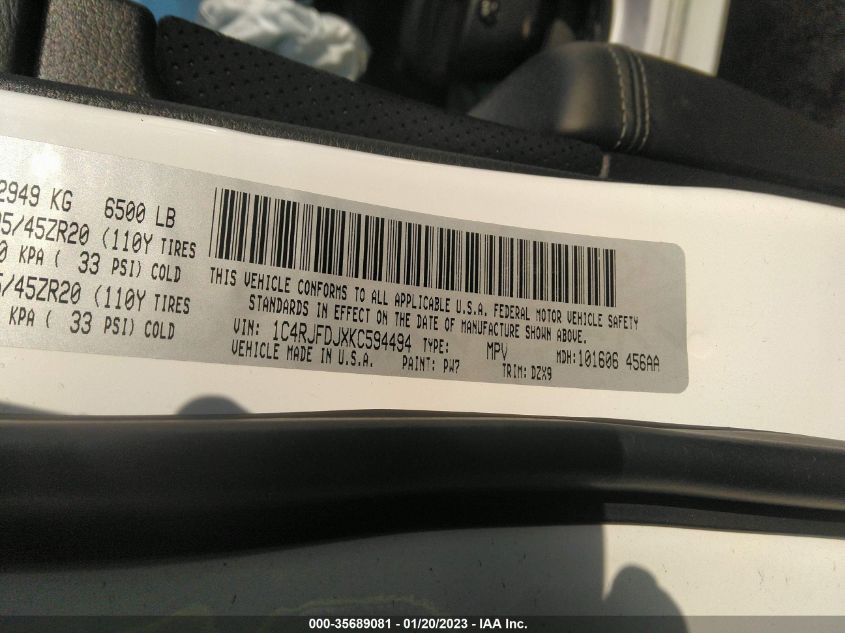 2949 KG 6500 LB
5/45ZR20 (110Y TIRES
0 KPA ( 33 PSI) COLD
5/45ZR20 (110Y TIRES
KPA ( 33 PSI) COLD
THIS VEHICLE CONFORMS TO ALL APPLICABLE U.S.A. FEDERAL MOTOR VEHICLE SAFETY
STANDARDS IN EFFECT ON THE DATE OF MANUFACTURE SHOWN ABOVE.
VIN: 1C4RJFDJXKC594494 TYPE: MPV MDH:101606 456AA
VEHICLE MADE IN U.S.A. PAINT: PW7 TRIM: DZX9
000-35689081 - 01/20/2023 - IAA Inc.